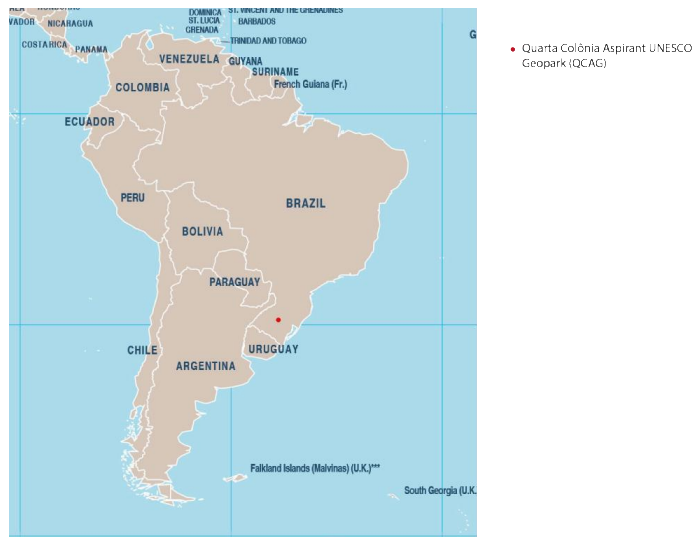 DOMINICA
ST. VINCENT AND THE GRENADINES
NICARAGUA
ST. LUCIA
BARBADOS
GRENADA
COSTA RICA
PANAMA
TRINIDAD AND TOBAGO
G
VENEZUELA
GUYANA
SURINAME
French Guiana (Fr.)
COLOMBIA
ECUADOR
PERU
BRAZIL
BOLIVIA
PARAGUAY
CHILE
URUGUAY
ARGENTINA
Falkland Islands (Malvinas) (U.K.)***
South Georgia (U.K.
Quarta Colônia Aspirant UNESCO
Geopark (QCAG)